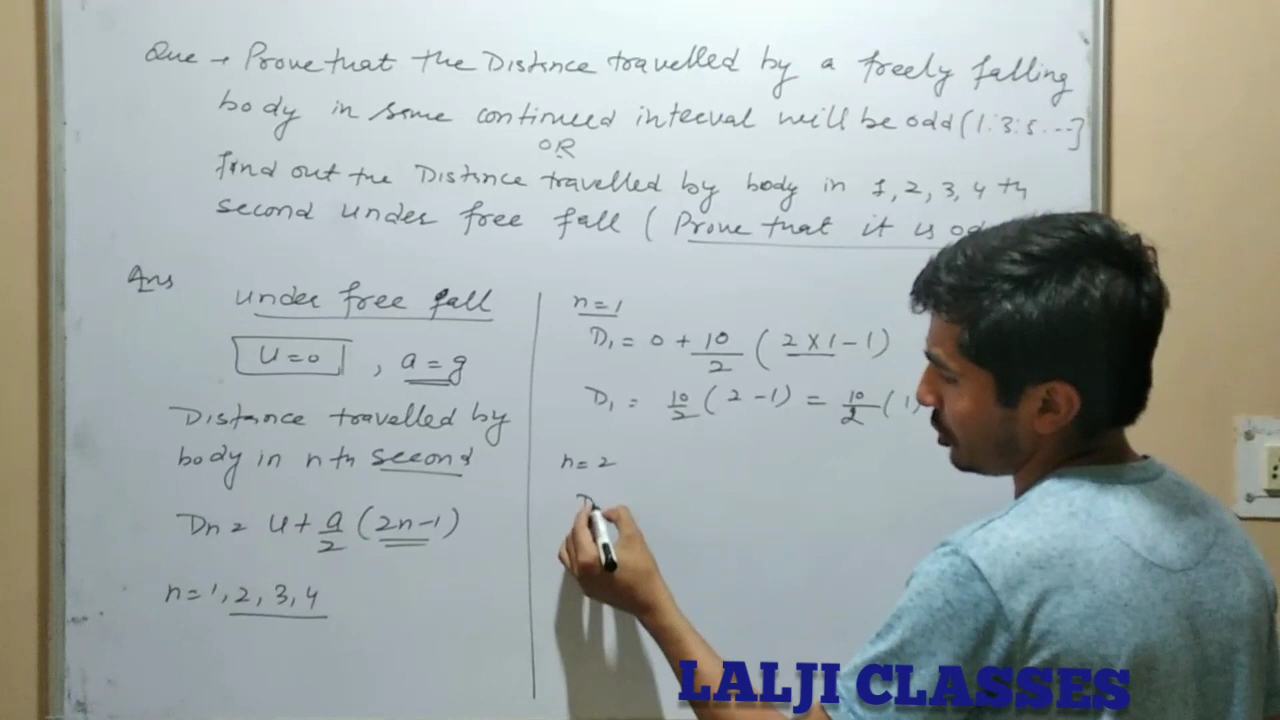 Que → Prove that the Distance travelled by a freely falling
body in same continued interval will be odd (1:3:5....)
OR
Find out the Distance travelled by body in 1, 2, 3, 4 th
second under free fall ( Prove that it is
Ans
under free fall
u=0 , a=g
Distance travelled by
body in nth second
Dn = u + a/2 (2n-1)
n=1, 2, 3, 4
n=1
D₁ = 0 + 10/2 ( 2 x 1 - 1)
D₁ = 10/2 ( 2 - 1) = 10/2 ( 1)
n=2
D
LALJI CLASSES